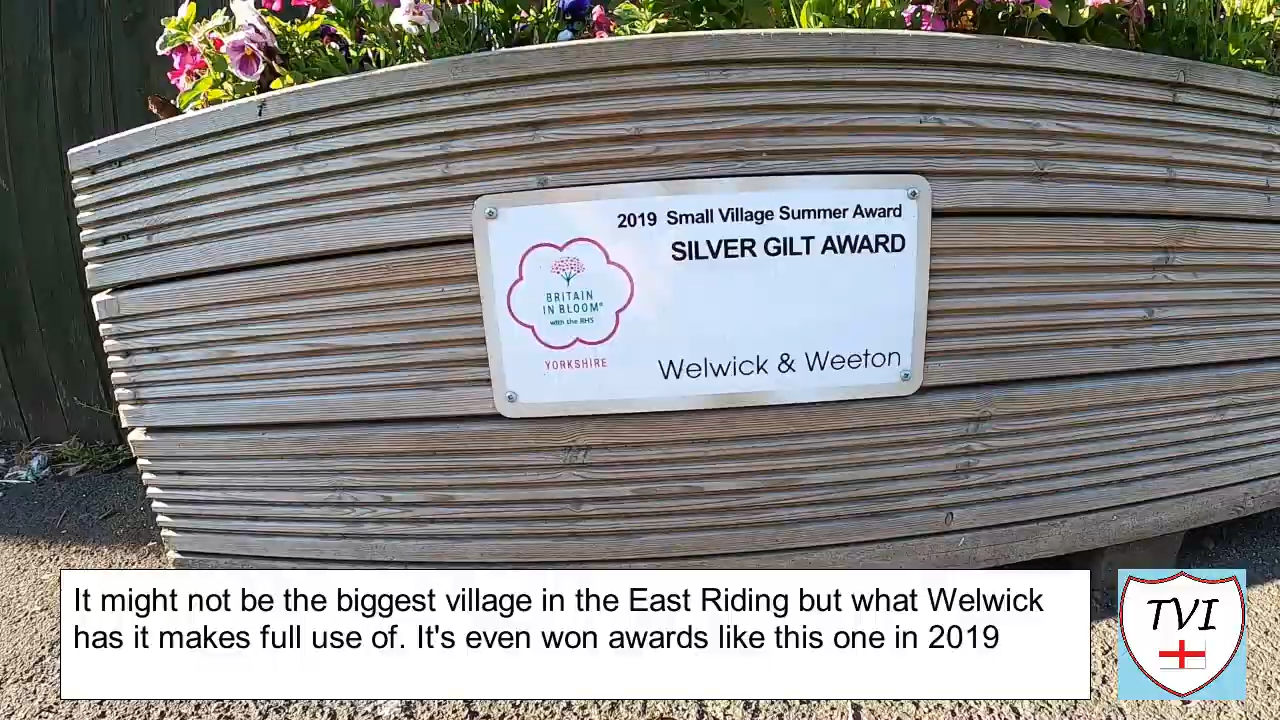 2019 Small Village Summer Award
SILVER GILT AWARD
BRITAIN
IN BLOOM®
with the RHS
YORKSHIRE
Welwick & Weeton
It might not be the biggest village in the East Riding but what Welwick
has it makes full use of. It's even won awards like this one in 2019
TVI